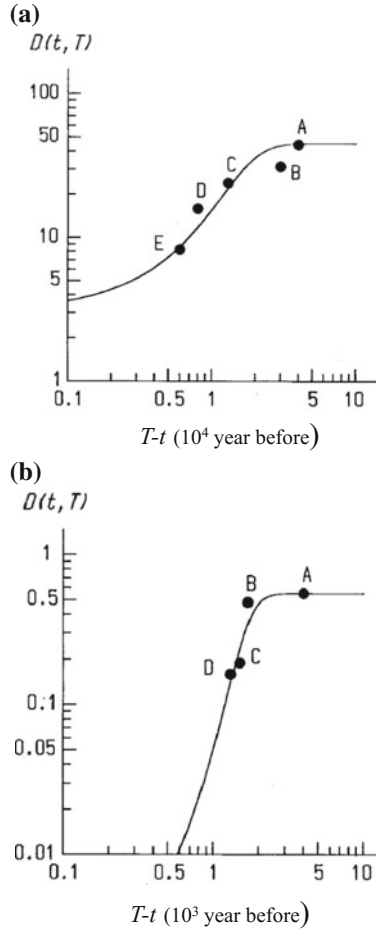 (a)
D(t, T)
100
50
A
C
B
D
10
E
5
1
0.1 0.5 1 5 10
T-t (10⁴ year before)
(b)
D(t, T)
1
B A
0.5
D C
0.1
0.05
0.01
0.1 0.5 1 5 10
T-t (10³ year before)